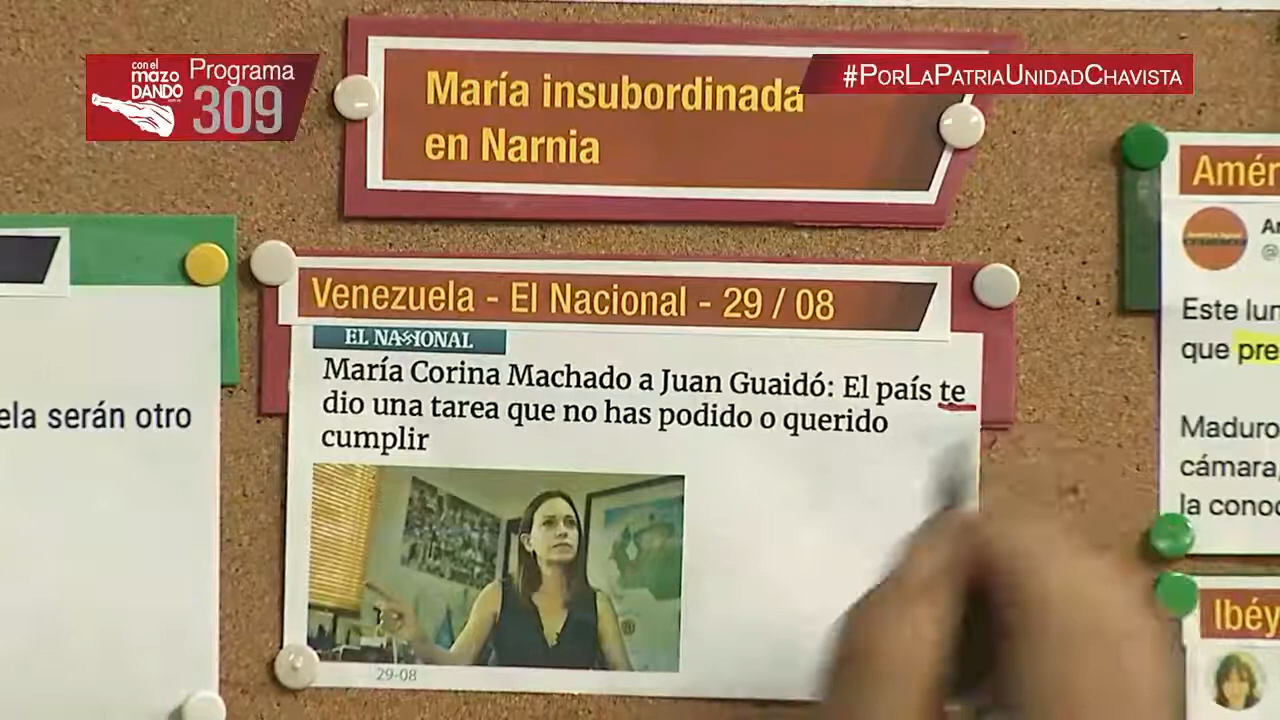 con el
mazo
DANDO
Programa
309
María insubordinada
en Narnia
#PORLAPATRIAUNIDADCHAVISTA
Venezuela - El Nacional - 29 / 08
EL NACIONAL
María Corina Machado a Juan Guaidó: El país te
dio una tarea que no has podido o querido
cumplir
29-08
ela serán otro
Amér
Este lun
que pre
Maduro
cámara,
la conoc
Ibéy